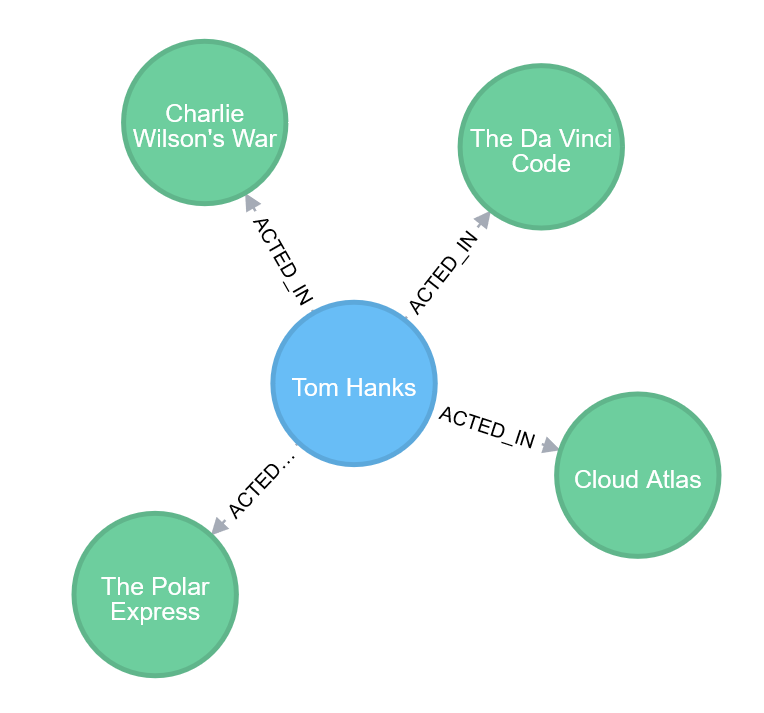 Charlie
Wilson's War
The Da Vinci
Code
ACTED_IN
ACTED_IN
Tom Hanks
ACTED_IN
Cloud Atlas
ACTED...
The Polar
Express